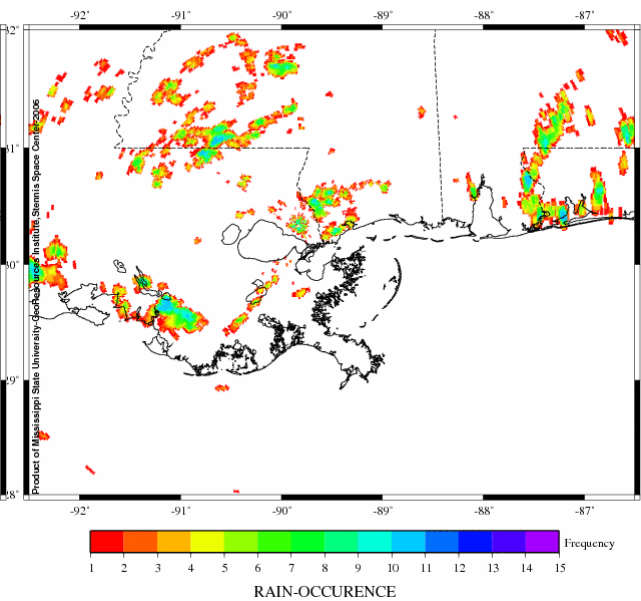 -92° -91° -90° -89° -88° -87°
2°
31°
30°
29°
28°
Product of Mississippi State University-GeoResources Institute,Stennis Space Center-2006
-92° -91° -90° -89° -88° -87°
Frequency
1 2 3 4 5 6 7 8 9 10 11 12 13 14 15
RAIN-OCCURENCE